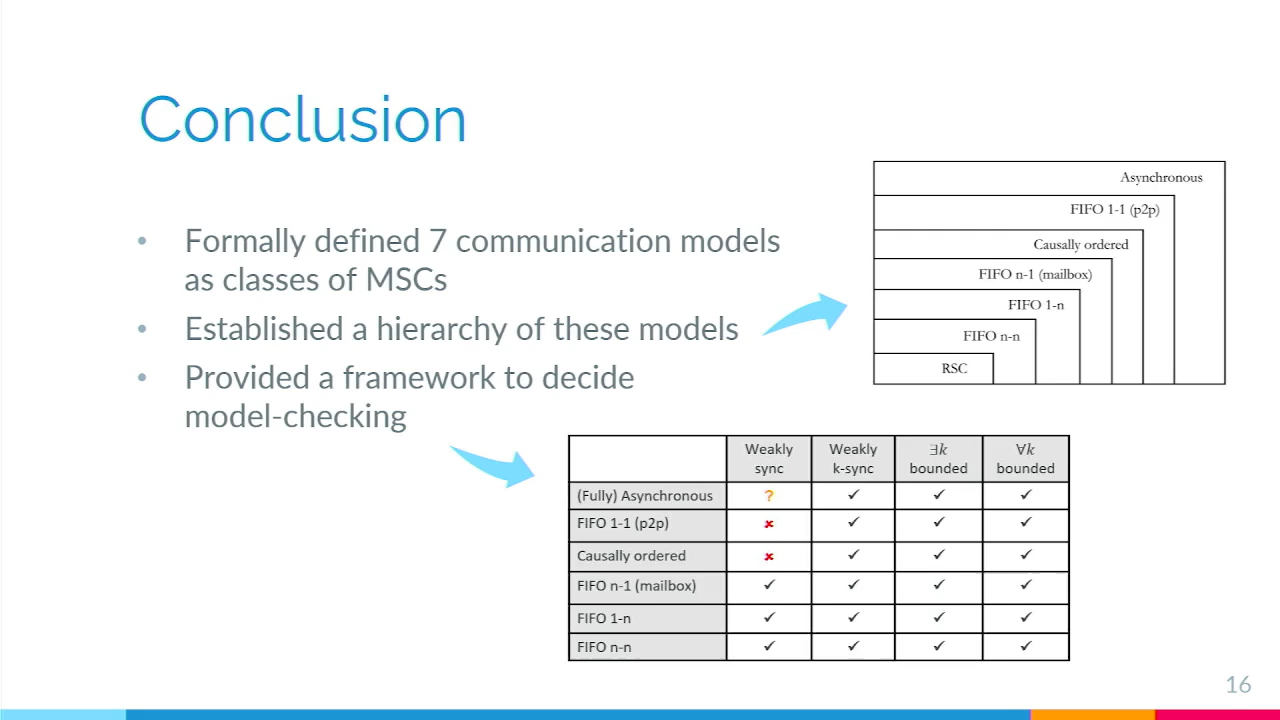 Conclusion
• Formally defined 7 communication models
as classes of MSCs
• Established a hierarchy of these models
• Provided a framework to decide
model-checking
Asynchronous
FIFO 1-1 (p2p)
Causally ordered
FIFO n-1 (mailbox)
FIFO 1-n
FIFO n-n
RSC
Weakly sync Weakly k-sync ∃k bounded ∀k bounded
(Fully) Asynchronous ? ✓ ✓ ✓
FIFO 1-1 (p2p) ✗ ✓ ✓ ✓
Causally ordered ✗ ✓ ✓ ✓
FIFO n-1 (mailbox) ✓ ✓ ✓ ✓
FIFO 1-n ✓ ✓ ✓ ✓
FIFO n-n ✓ ✓ ✓ ✓
16